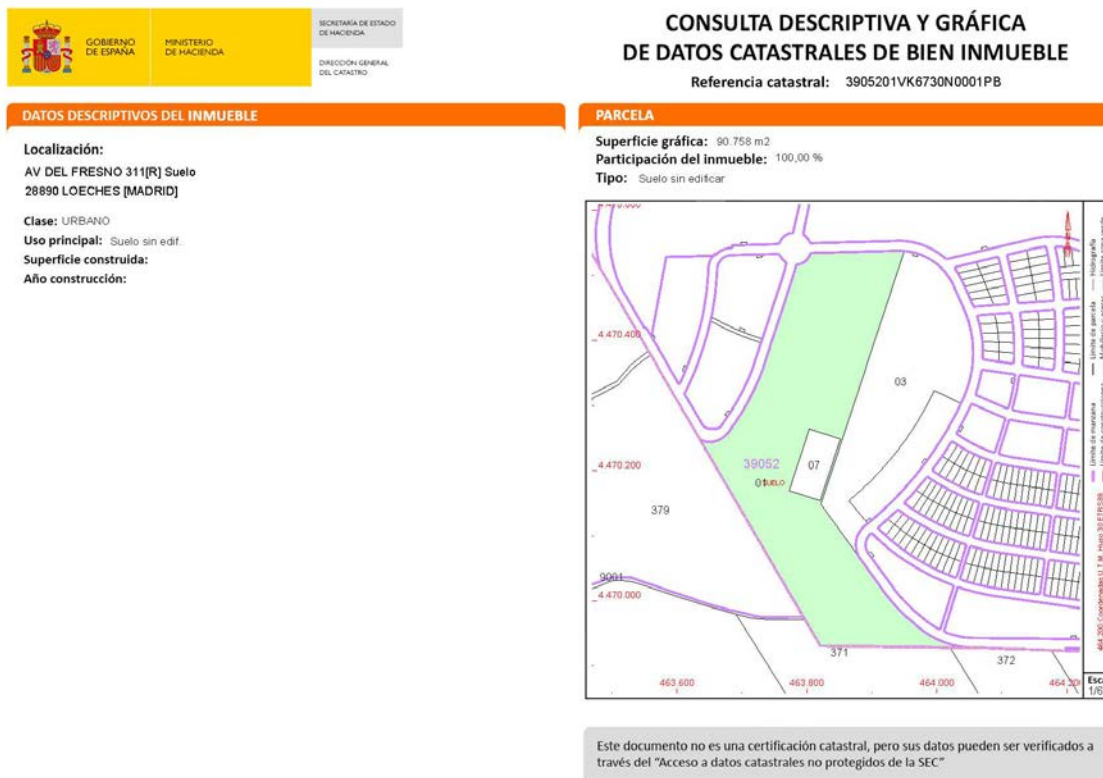 GOBIERNO
DE ESPAÑA
MINISTERIO
DE HACIENDA
SECRETARÍA DE ESTADO
DE HACIENDA
DIRECCIÓN GENERAL
DEL CATASTRO
CONSULTA DESCRIPTIVA Y GRÁFICA
DE DATOS CATASTRALES DE BIEN INMUEBLE
Referencia catastral: 3905201VK6730N0001PB
DATOS DESCRIPTIVOS DEL INMUEBLE
Localización:
AV DEL FRESNO 311[R] Suelo
28890 LOECHES [MADRID]
Clase: URBANO
Uso principal: Suelo sin edif.
Superficie construida:
Año construcción:
PARCELA
Superficie gráfica: 90.758 m2
Participación del inmueble: 100,00 %
Tipo: Suelo sin edificar
4.470.400
03
4.470.200
39052
07
01
SUELO
379
9001
4.470.000
371
372
463.600
463.800
464.000
Límite de manzana
Límite de parcela
Hidrografía
464.200 Coordenadas U.T.M. Huso 30 ETRS89
Este documento no es una certificación catastral, pero sus datos pueden ser verificados a
través del "Acceso a datos catastrales no protegidos de la SEC"